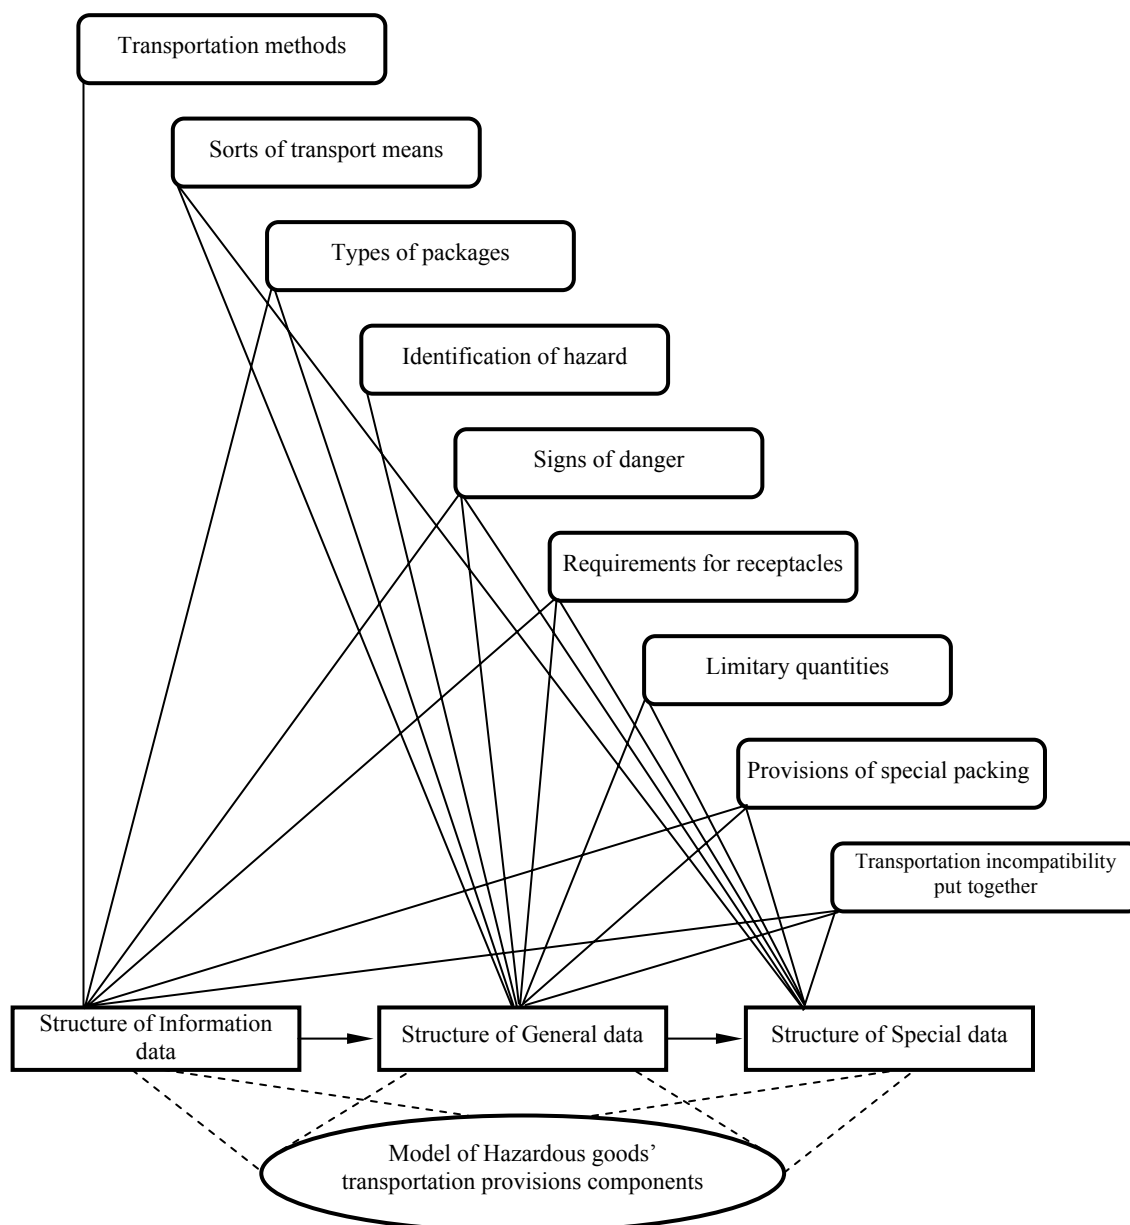 Transportation methods
Sorts of transport means
Types of packages
Identification of hazard
Signs of danger
Requirements for receptacles
Limitary quantities
Provisions of special packing
Transportation incompatibility
put together
Structure of Information
data
Structure of General data
Structure of Special data
Model of Hazardous goods’
transportation provisions components